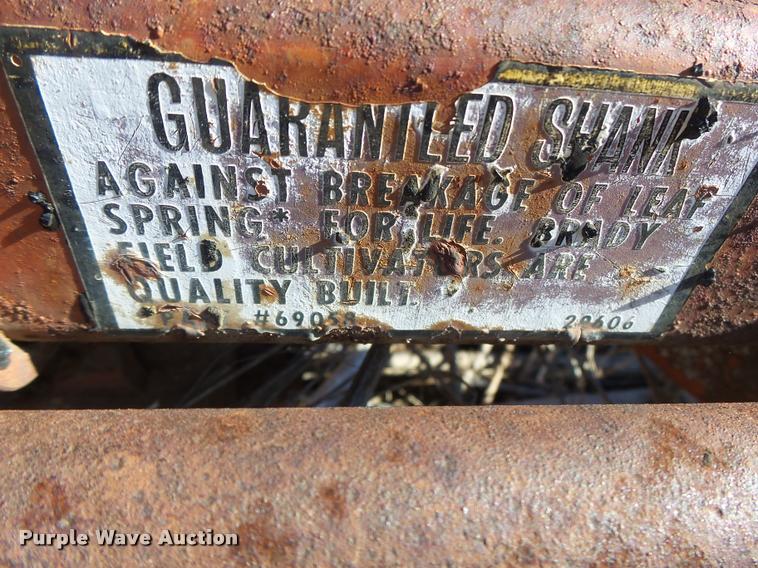 GUARANTEED SHANK
AGAINST BREAKAGE OF LEAF
SPRING* FOR LIFE. BRADY
FIELD CULTIVATORS ARE
QUALITY BUILT.
#69058 28606
Purple Wave Auction